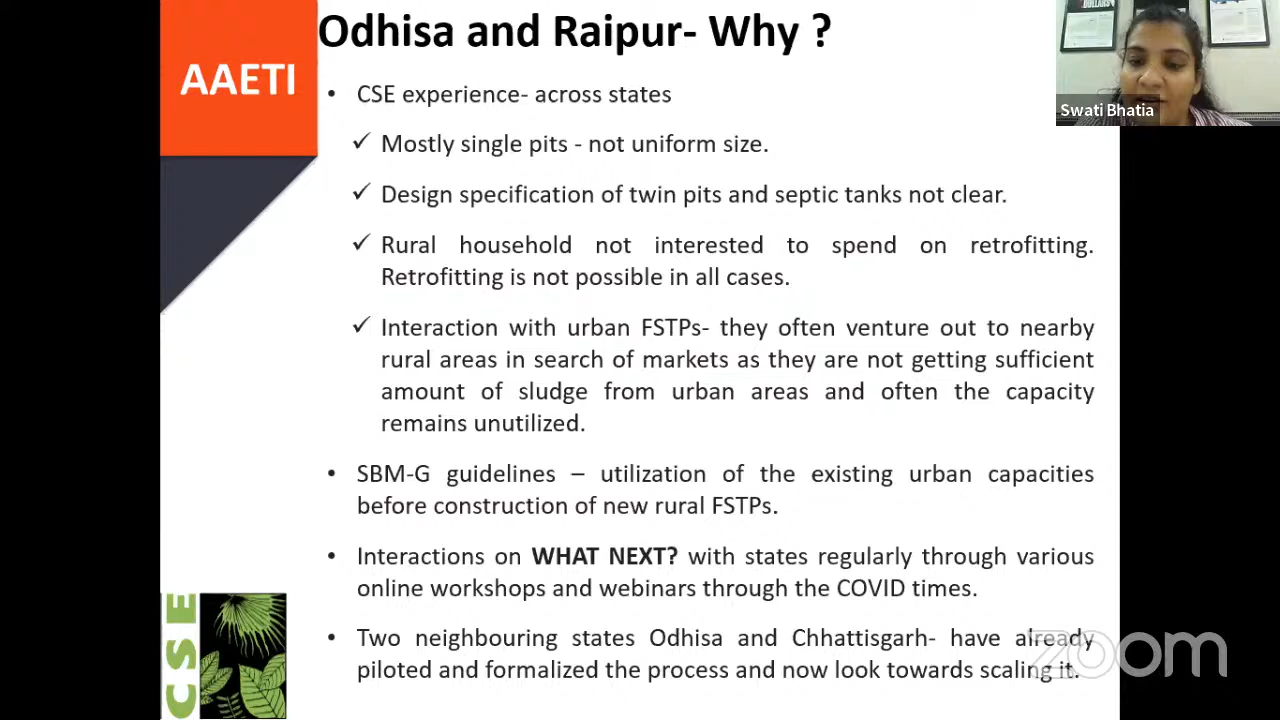 Odhisa and Raipur- Why ?
AAETI
• CSE experience- across states
✓ Mostly single pits - not uniform size.
✓ Design specification of twin pits and septic tanks not clear.
✓ Rural household not interested to spend on retrofitting.
Retrofitting is not possible in all cases.
✓ Interaction with urban FSTPs- they often venture out to nearby
rural areas in search of markets as they are not getting sufficient
amount of sludge from urban areas and often the capacity
remains unutilized.
• SBM-G guidelines – utilization of the existing urban capacities
before construction of new rural FSTPs.
• Interactions on WHAT NEXT? with states regularly through various
online workshops and webinars through the COVID times.
• Two neighbouring states Odhisa and Chhattisgarh- have already
piloted and formalized the process and now look towards scaling it.
CSE
Swati Bhatia
zoom